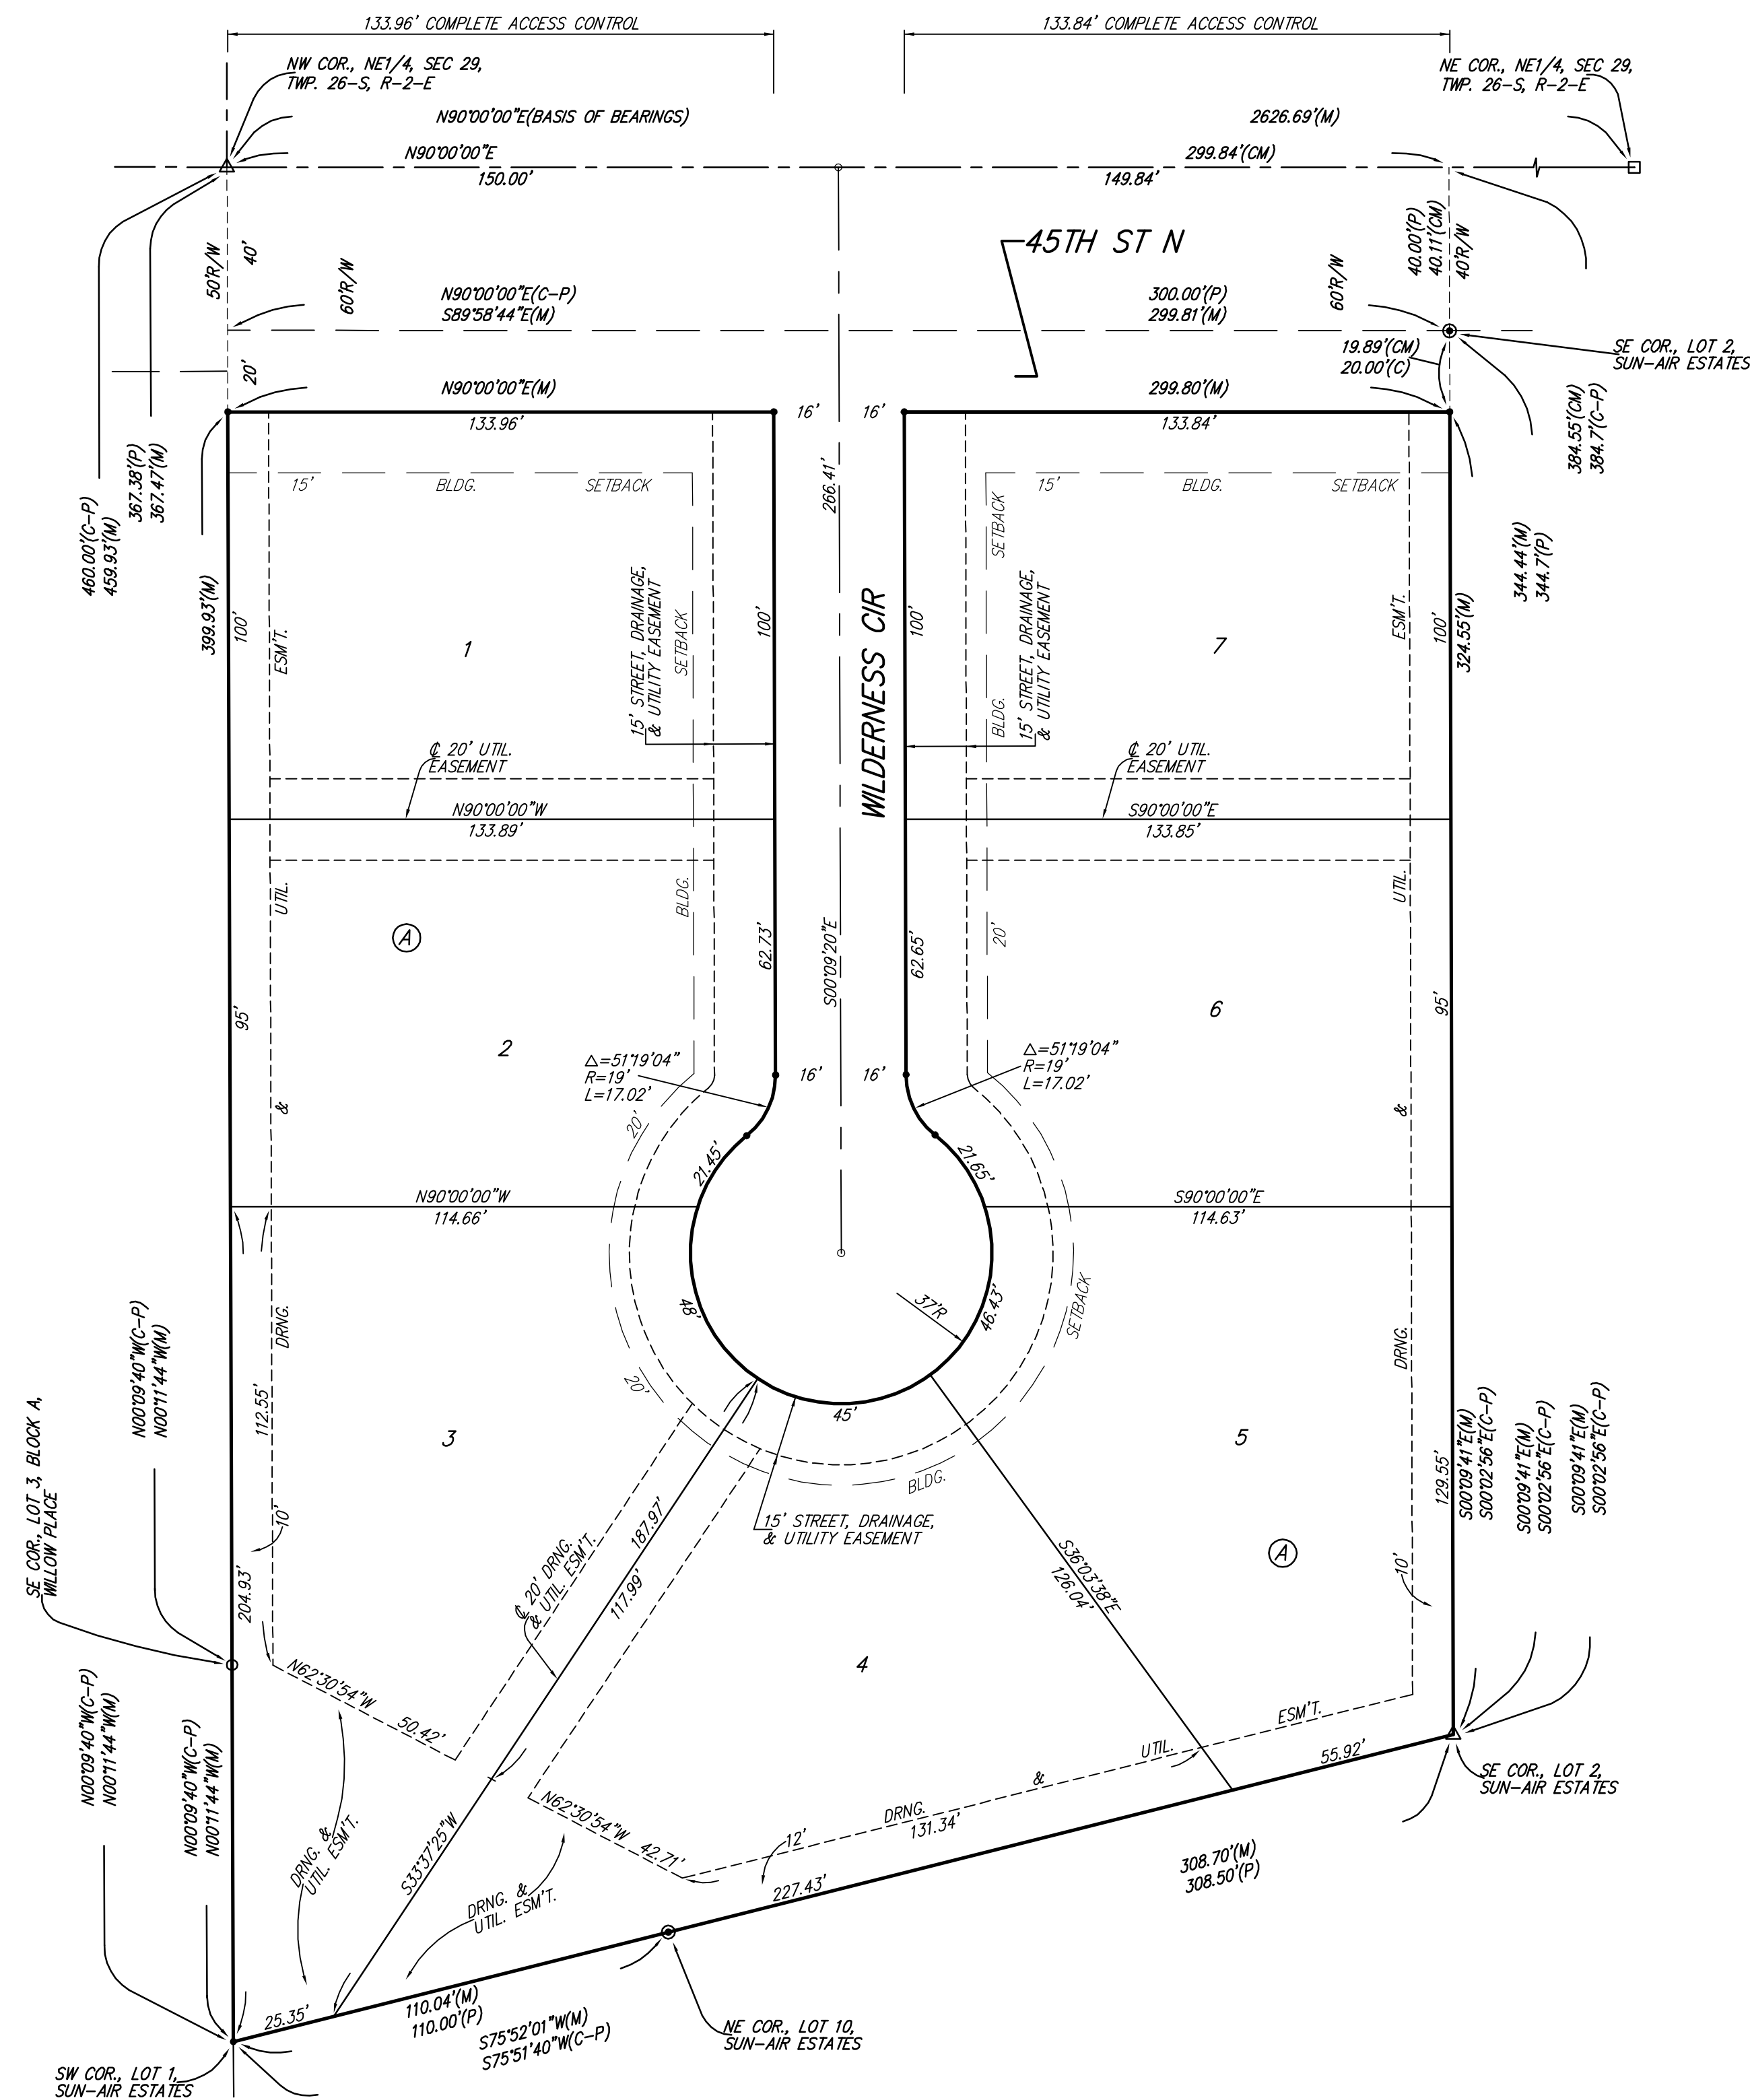 133.96' COMPLETE ACCESS CONTROL
133.84' COMPLETE ACCESS CONTROL
NW COR., NE1/4, SEC 29,
TWP. 26-S, R-2-E
NE COR., NE1/4, SEC 29,
TWP. 26-S, R-2-E
N90°00'00"E(BASIS OF BEARINGS)
2626.69'(M)
N90°00'00"E
150.00'
299.84'(CM)
149.84'
50'R/W
40'
60'R/W
45TH ST N
60'R/W
40.00'(P)
40.11'(CM)
40'R/W
N90°00'00"E(C-P)
S89°58'44"E(M)
300.00'(P)
299.81'(M)
20'
19.89'(CM)
20.00'(C)
SE COR., LOT 2,
SUN-AIR ESTATES
N90°00'00"E(M)
299.80'(M)
133.96'
16'
16'
133.84'
460.00'(C-P)
459.93'(M)
367.38'(P)
367.47'(M)
384.55'(CM)
384.7'(C-P)
344.44'(M)
344.7'(P)
15'
BLDG.
SETBACK
15'
BLDG.
SETBACK
266.41'
399.93'(M)
100'
ESM'T.
1
15' STREET, DRAINAGE,
& UTILITY EASEMENT
SETBACK
100'
WILDERNESS CIR
100'
SETBACK
BLDG.
15' STREET, DRAINAGE,
& UTILITY EASEMENT
7
ESM'T.
100'
324.55'(M)
℄ 20' UTIL.
EASEMENT
℄ 20' UTIL.
EASEMENT
N90°00'00"W
133.89'
S90°00'00"E
133.85'
UTIL.
BLDG.
UTIL.
A
62.73'
S00°09'20"E
62.65'
20'
95'
2
6
95'
&
Δ=51°19'04"
R=19'
L=17.02'
16'
16'
Δ=51°19'04"
R=19'
L=17.02'
&
20'
21.45'
21.65'
N90°00'00"W
114.66'
S90°00'00"E
114.63'
48'
37'R
46.43'
SETBACK
N00°09'40"W(C-P)
N00°11'44"W(M)
DRNG.
DRNG.
20'
45'
112.55'
3
5
BLDG.
SE COR., LOT 3, BLOCK A,
WILLOW PLACE
10'
187.97'
117.99'
℄ 20' DRNG.
& UTIL. ESM'T.
15' STREET, DRAINAGE,
& UTILITY EASEMENT
S36°03'38"E
126.04'
A
129.55'
10'
S00°09'41"E(M)
S00°02'56"E(C-P)
S00°09'41"E(M)
S00°02'56"E(C-P)
S00°09'41"E(M)
S00°02'56"E(C-P)
204.93'
N62°30'54"W
50.42'
4
N00°09'40"W(C-P)
N00°11'44"W(M)
N00°09'40"W(C-P)
N00°11'44"W(M)
ESM'T.
UTIL.
&
DRNG.
55.92'
SE COR., LOT 2,
SUN-AIR ESTATES
DRNG. &
UTIL. ESM'T.
S33°37'25"W
N62°30'54"W
42.71'
12'
131.34'
227.43'
308.70'(M)
308.50'(P)
DRNG. &
UTIL. ESM'T.
25.35'
110.04'(M)
110.00'(P)
S75°52'01"W(M)
S75°51'40"W(C-P)
NE COR., LOT 10,
SUN-AIR ESTATES
SW COR., LOT 1,
SUN-AIR ESTATES